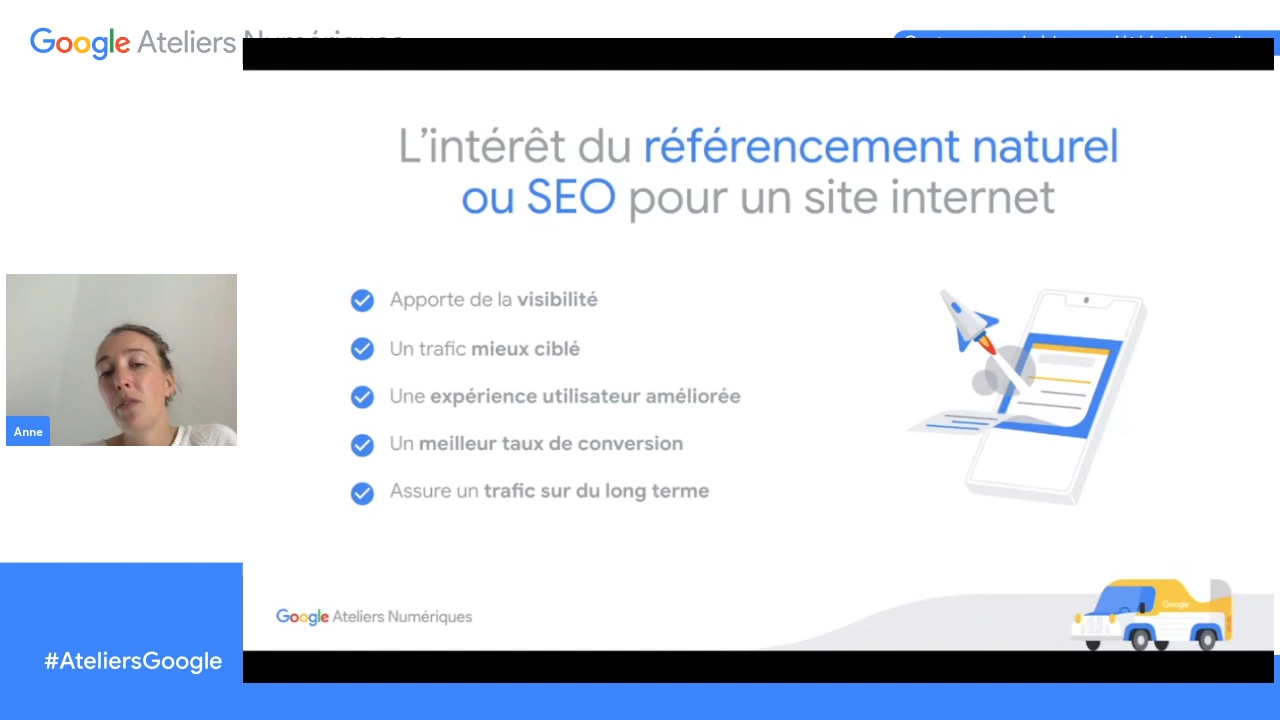 Google Ateliers
L'intérêt du référencement naturel
ou SEO pour un site internet
Apporte de la visibilité
Un trafic mieux ciblé
Une expérience utilisateur améliorée
Un meilleur taux de conversion
Assure un trafic sur du long terme
Anne
Google
Google Ateliers Numériques
#AteliersGoogle